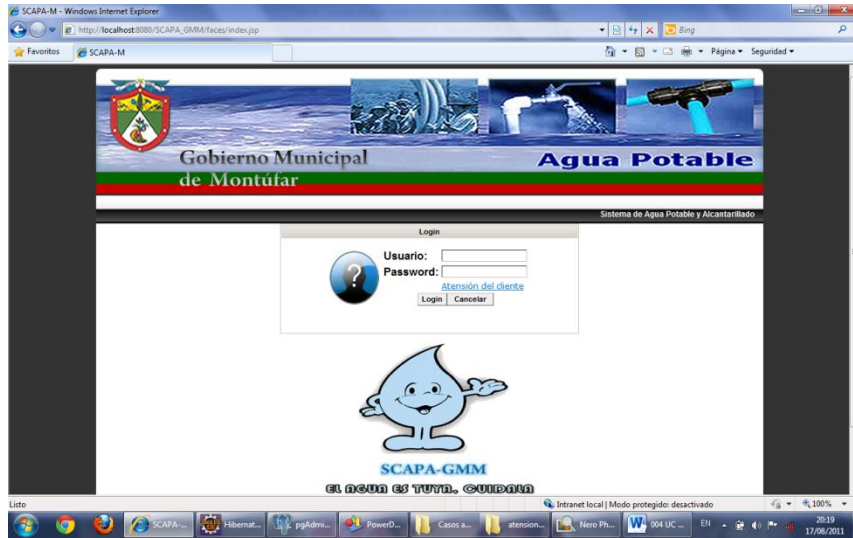 SCAPA-M - Windows Internet Explorer
http://localhost:8080/SCAPA_GMM/faces/index.jsp
Bing
Favoritos
SCAPA-M
Página
Seguridad
Gobierno Municipal
de Montúfar
Agua Potable
Sistema de Agua Potable y Alcantarillado
Login
Usuario:
Password:
Atensión del cliente
Login
Cancelar
SCAPA-GMM
EL AGUA ES TUYA. CUIDALA
Listo
Intranet local | Modo protegido: desactivado
100%
SCAPA-...
Hibernat...
pgAdmi...
PowerD...
Casos a...
atension...
Nero Ph...
004 UC ...
EN
20:19
17/08/2011